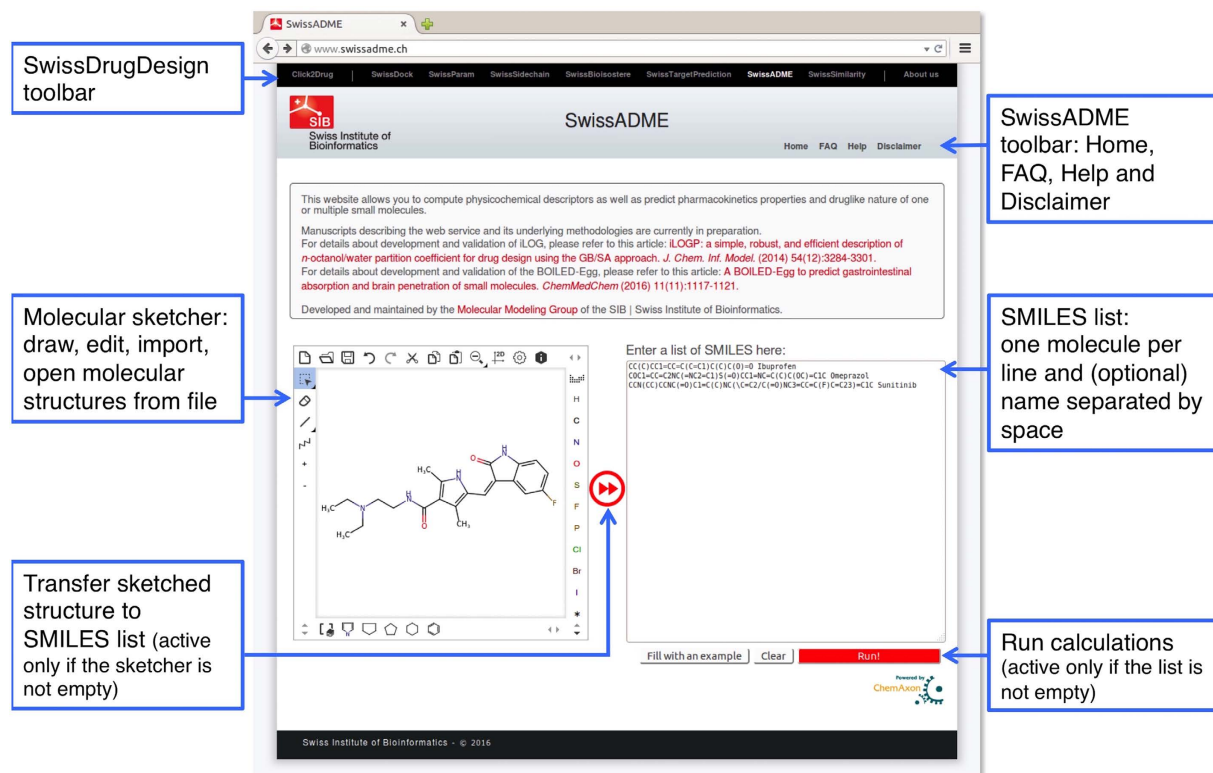 SwissADME
www.swissadme.ch
SwissDrugDesign
toolbar
Click2Drug | SwissDock SwissParam SwissSidechain SwissBioisostere SwissTargetPrediction SwissADME SwissSimilarity | About us
SIB
Swiss Institute of
Bioinformatics
SwissADME
Home FAQ Help Disclaimer
SwissADME
toolbar: Home,
FAQ, Help and
Disclaimer
This website allows you to compute physicochemical descriptors as well as predict pharmacokinetics properties and druglike nature of one
or multiple small molecules.
Manuscripts describing the web service and its underlying methodologies are currently in preparation.
For details about development and validation of iLOG, please refer to this article: iLOGP: a simple, robust, and efficient description of
n-octanol/water partition coefficient for drug design using the GB/SA approach. J. Chem. Inf. Model. (2014) 54(12):3284-3301.
For details about development and validation of the BOILED-Egg, please refer to this article: A BOILED-Egg to predict gastrointestinal
absorption and brain penetration of small molecules. ChemMedChem (2016) 11(11):1117-1121.
Developed and maintained by the Molecular Modeling Group of the SIB | Swiss Institute of Bioinformatics.
Molecular sketcher:
draw, edit, import,
open molecular
structures from file
2D
H
C
N
O
S
F
P
Cl
Br
I
*
H
N
O
H3C
H
N
F
H
N
H3C
N
O
CH3
H3C
Enter a list of SMILES here:
CC(C)CC1=CC=C(C=C1)C(C)C(O)=O Ibuprofen
COC1=CC=C2NC(=NC2=C1)S(=O)CC1=NC=C(C)C(OC)=C1C Omeprazol
CCN(CC)CCNC(=O)C1=C(C)NC(\C=C2/C(=O)NC3=CC=C(F)C=C23)=C1C Sunitinib
SMILES list:
one molecule per
line and (optional)
name separated by
space
Transfer sketched
structure to
SMILES list (active
only if the sketcher is
not empty)
Fill with an example Clear Run!
Run calculations
(active only if the list is
not empty)
Powered by
ChemAxon
Swiss Institute of Bioinformatics - © 2016